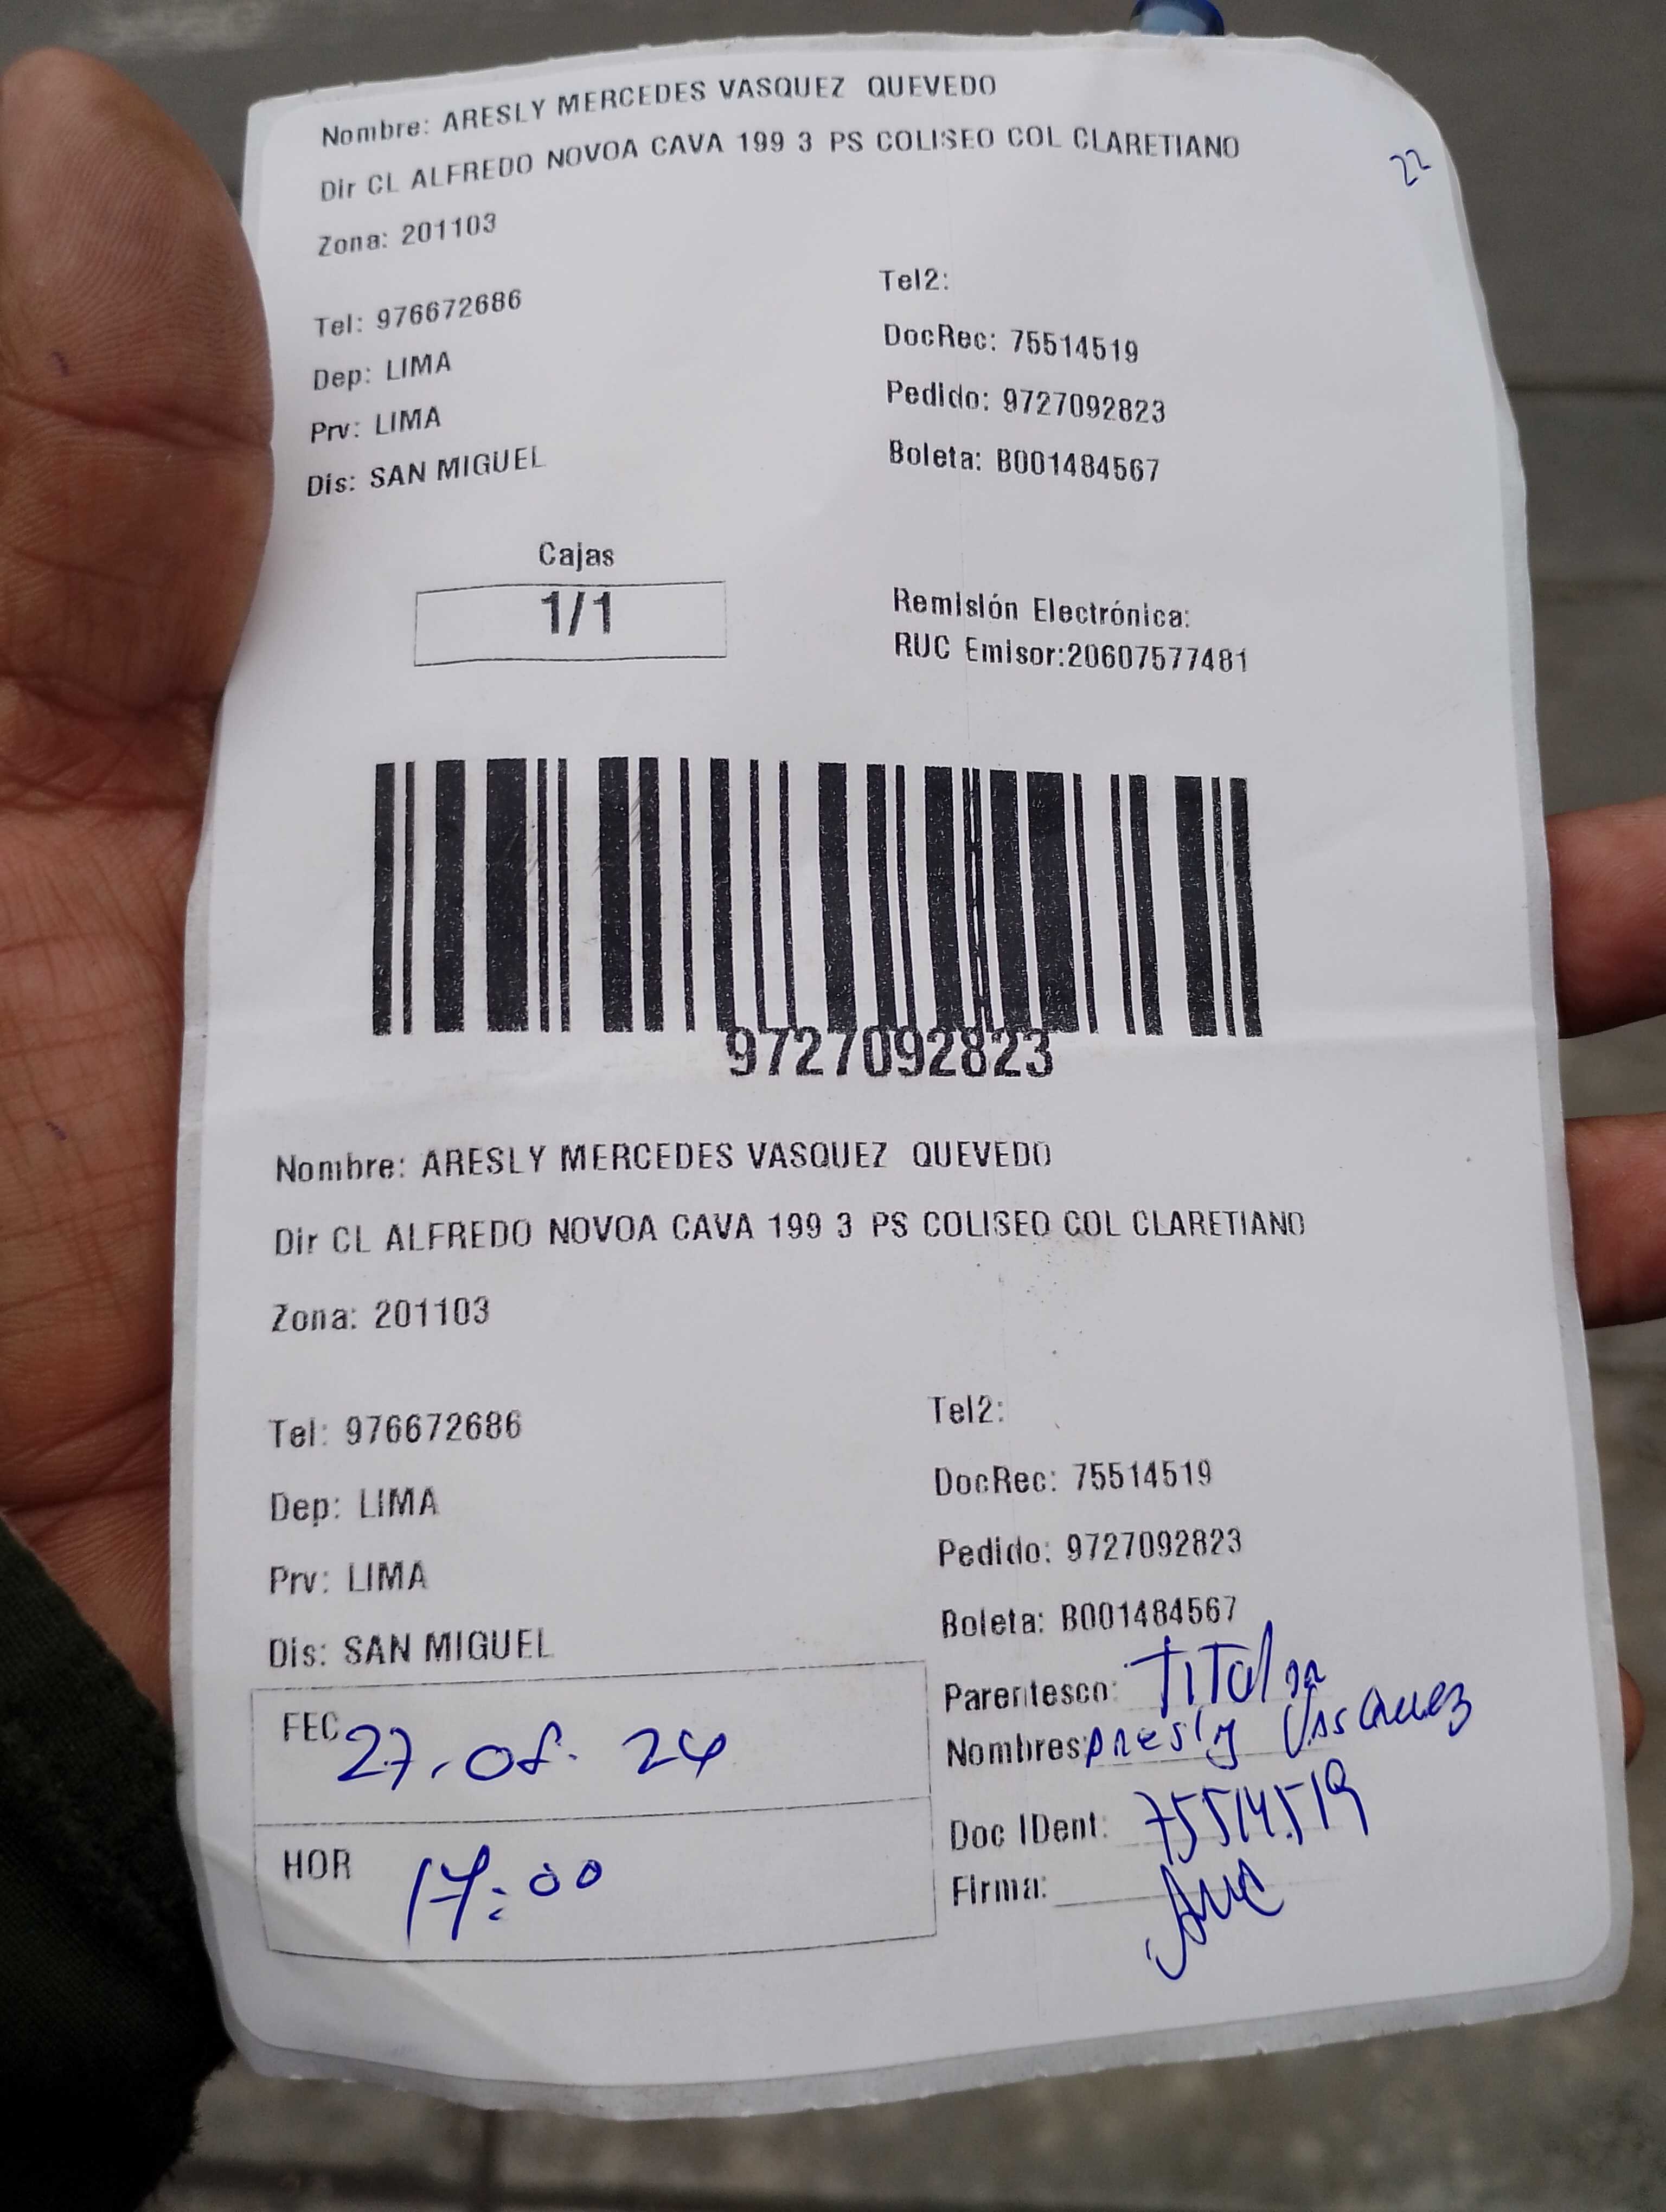 Nombre: ARESLY MERCEDES VASQUEZ QUEVEDO
Dir CL ALFREDO NOVOA CAVA 199 3 PS COLISEO COL CLARETIANO
22
Zona: 201103
Tel: 976672686
Tel2:
Dep: LIMA
DocRec: 75514519
Prv: LIMA
Pedido: 9727092823
Dis: SAN MIGUEL
Boleta: B001484567
Cajas
1/1
Remisión Electrónica:
RUC Emisor:20607577481
9727092823
Nombre: ARESLY MERCEDES VASQUEZ QUEVEDO
Dir CL ALFREDO NOVOA CAVA 199 3 PS COLISEO COL CLARETIANO
Zona: 201103
Tel: 976672686
Tel2:
Dep: LIMA
DocRec: 75514519
Prv: LIMA
Pedido: 9727092823
Dis: SAN MIGUEL
Boleta: B001484567
Parentesco: Titular
FEC 27.08.24
Nombres: Aresly Vasquez
Doc IDent: 75514519
HOR 17:00
Firma: